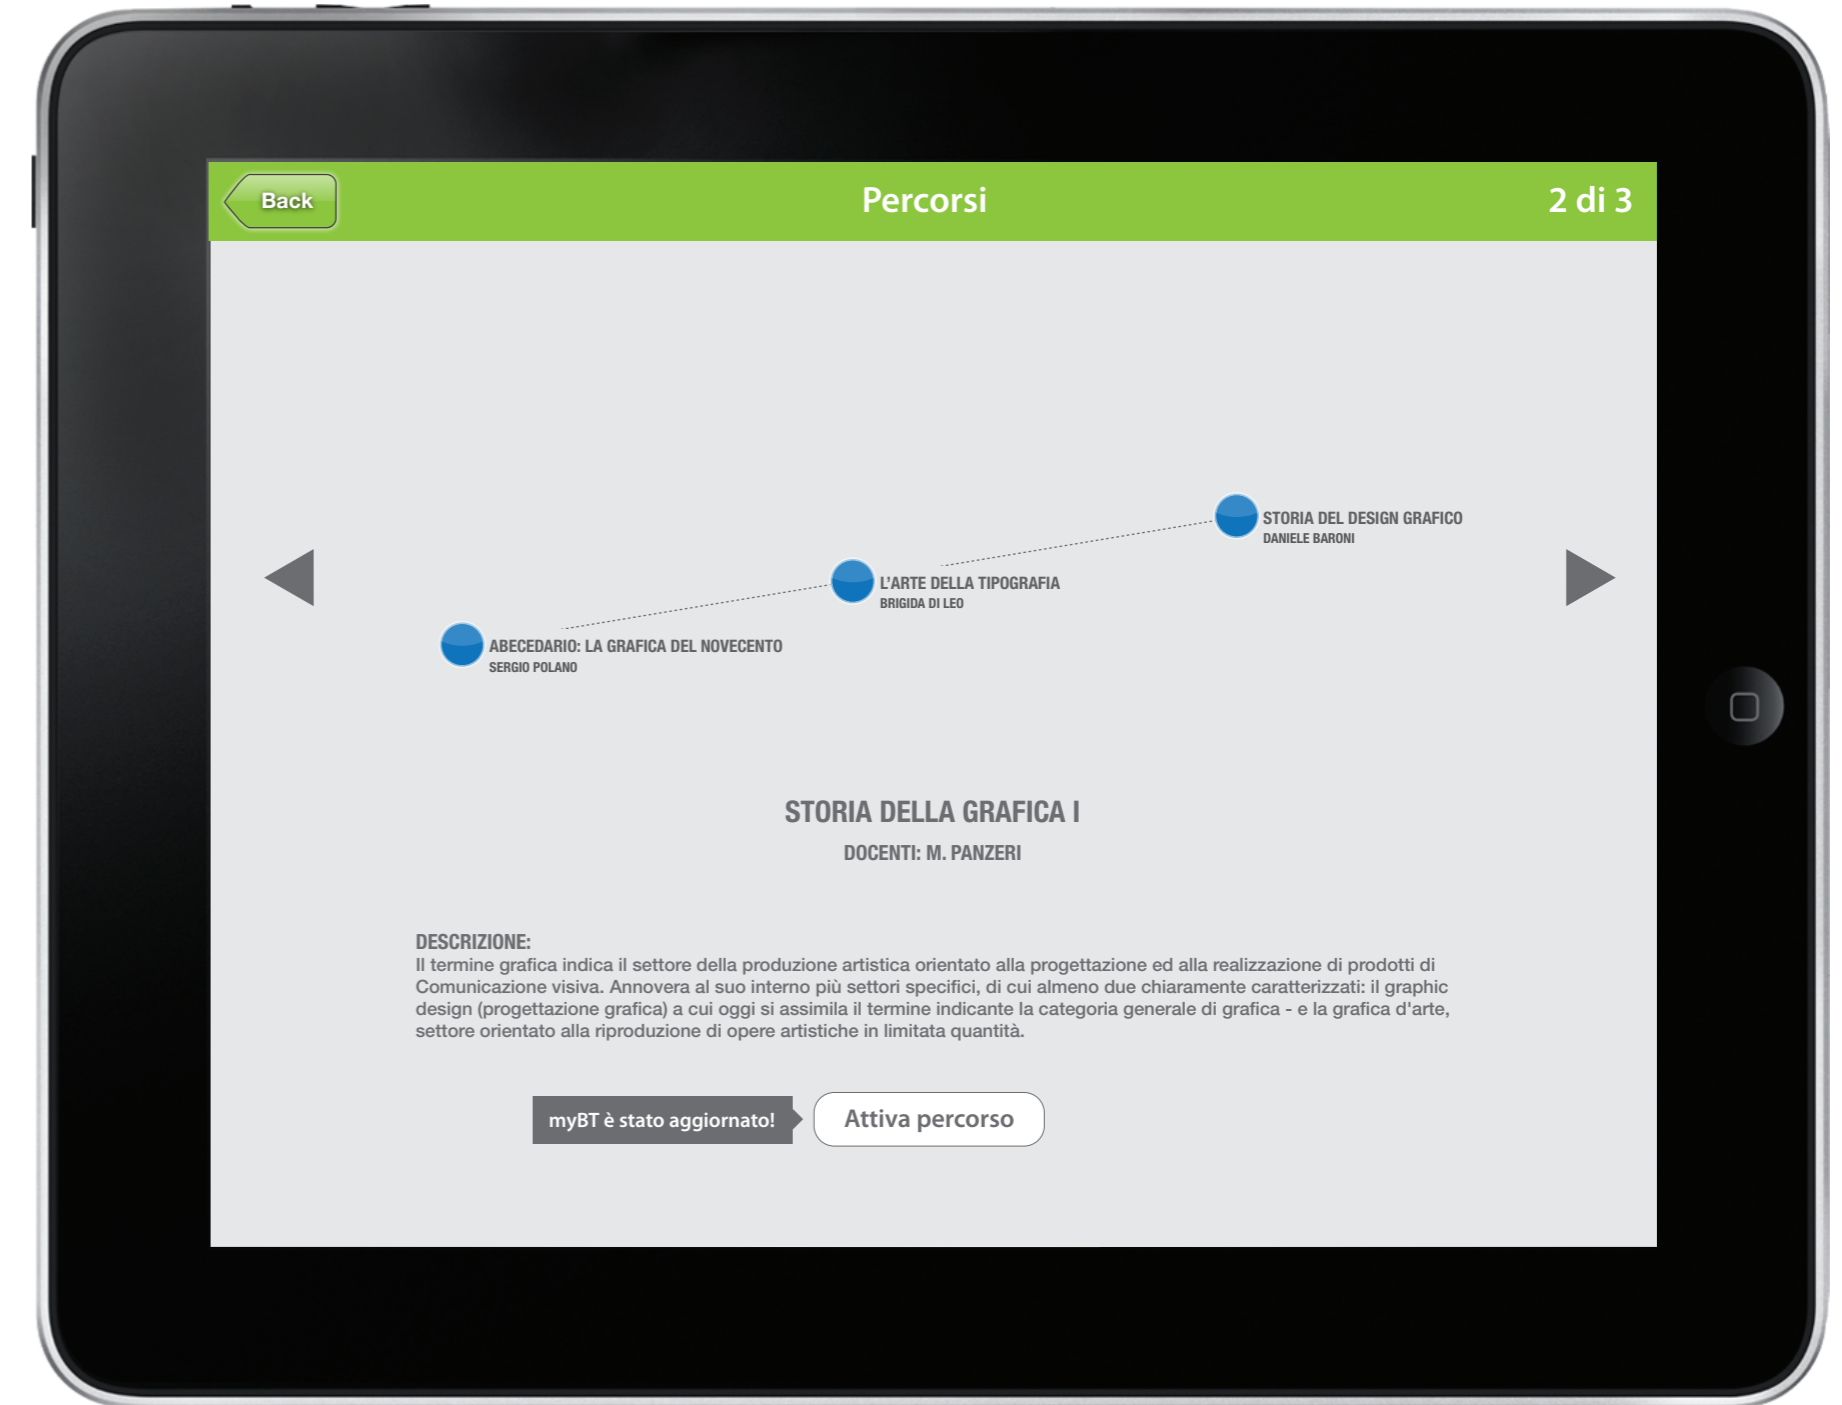 Back
Percorsi
2 di 3
STORIA DEL DESIGN GRAFICO
DANIELE BARONI
L'ARTE DELLA TIPOGRAFIA
BRIGIDA DI LEO
ABECEDARIO: LA GRAFICA DEL NOVECENTO
SERGIO POLANO
STORIA DELLA GRAFICA I
DOCENTI: M. PANZERI
DESCRIZIONE:
Il termine grafica indica il settore della produzione artistica orientato alla progettazione ed alla realizzazione di prodotti di
Comunicazione visiva. Annovera al suo interno più settori specifici, di cui almeno due chiaramente caratterizzati: il graphic
design (progettazione grafica) a cui oggi si assimila il termine indicante la categoria generale di grafica - e la grafica d'arte,
settore orientato alla riproduzione di opere artistiche in limitata quantità.
myBT è stato aggiornato!
Attiva percorso